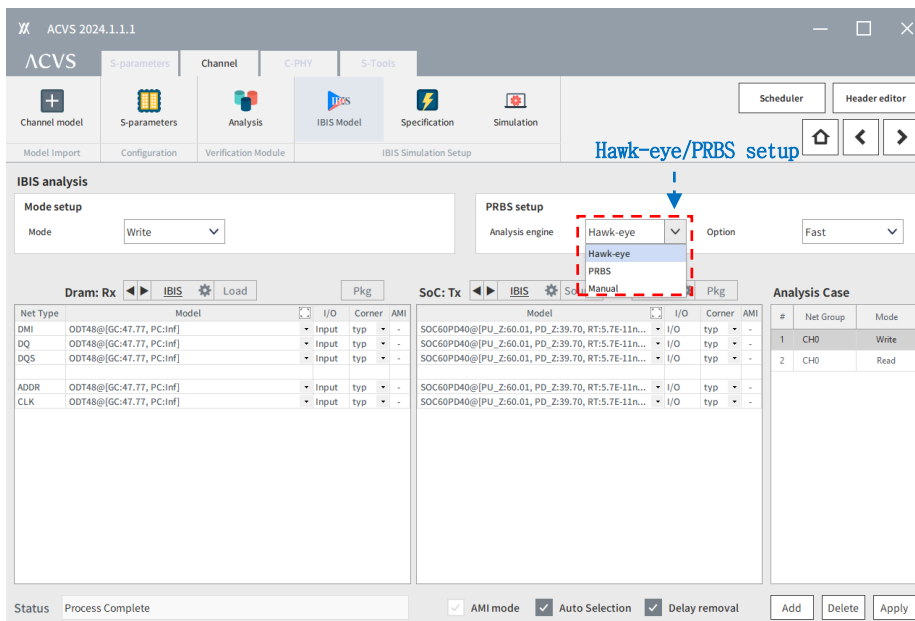 ACVS 2024.1.1.1
ACVS S-parameters Channel C-PHY S-Tools
Channel model S-parameters Analysis IBIS Model Specification Simulation
Scheduler Header editor
Model Import Configuration Verification Module IBIS Simulation Setup
Hawk-eye/PRBS setup
IBIS analysis
Mode setup
Mode Write
PRBS setup
Analysis engine Hawk-eye Option Fast
Hawk-eye
PRBS
Manual
Dram: Rx IBIS Load Pkg
Net Type Model I/O Corner AMI
DMI ODT48@[GC:47.77, PC:Inf] Input typ -
DQ ODT48@[GC:47.77, PC:Inf] Input typ -
DQS ODT48@[GC:47.77, PC:Inf] Input typ -
ADDR ODT48@[GC:47.77, PC:Inf] Input typ -
CLK ODT48@[GC:47.77, PC:Inf] Input typ -
SoC: Tx IBIS Pkg
Model I/O Corner AMI
SOC60PD40@[PU_Z:60.01, PD_Z:39.70, RT:5.7E-11n... I/O typ -
SOC60PD40@[PU_Z:60.01, PD_Z:39.70, RT:5.7E-11n... I/O typ -
SOC60PD40@[PU_Z:60.01, PD_Z:39.70, RT:5.7E-11n... I/O typ -
SOC60PD40@[PU_Z:60.01, PD_Z:39.70, RT:5.7E-11n... I/O typ -
SOC60PD40@[PU_Z:60.01, PD_Z:39.70, RT:5.7E-11n... I/O typ -
Analysis Case
# Net Group Mode
1 CH0 Write
2 CH0 Read
Status Process Complete
AMI mode Auto Selection Delay removal
Add Delete Apply